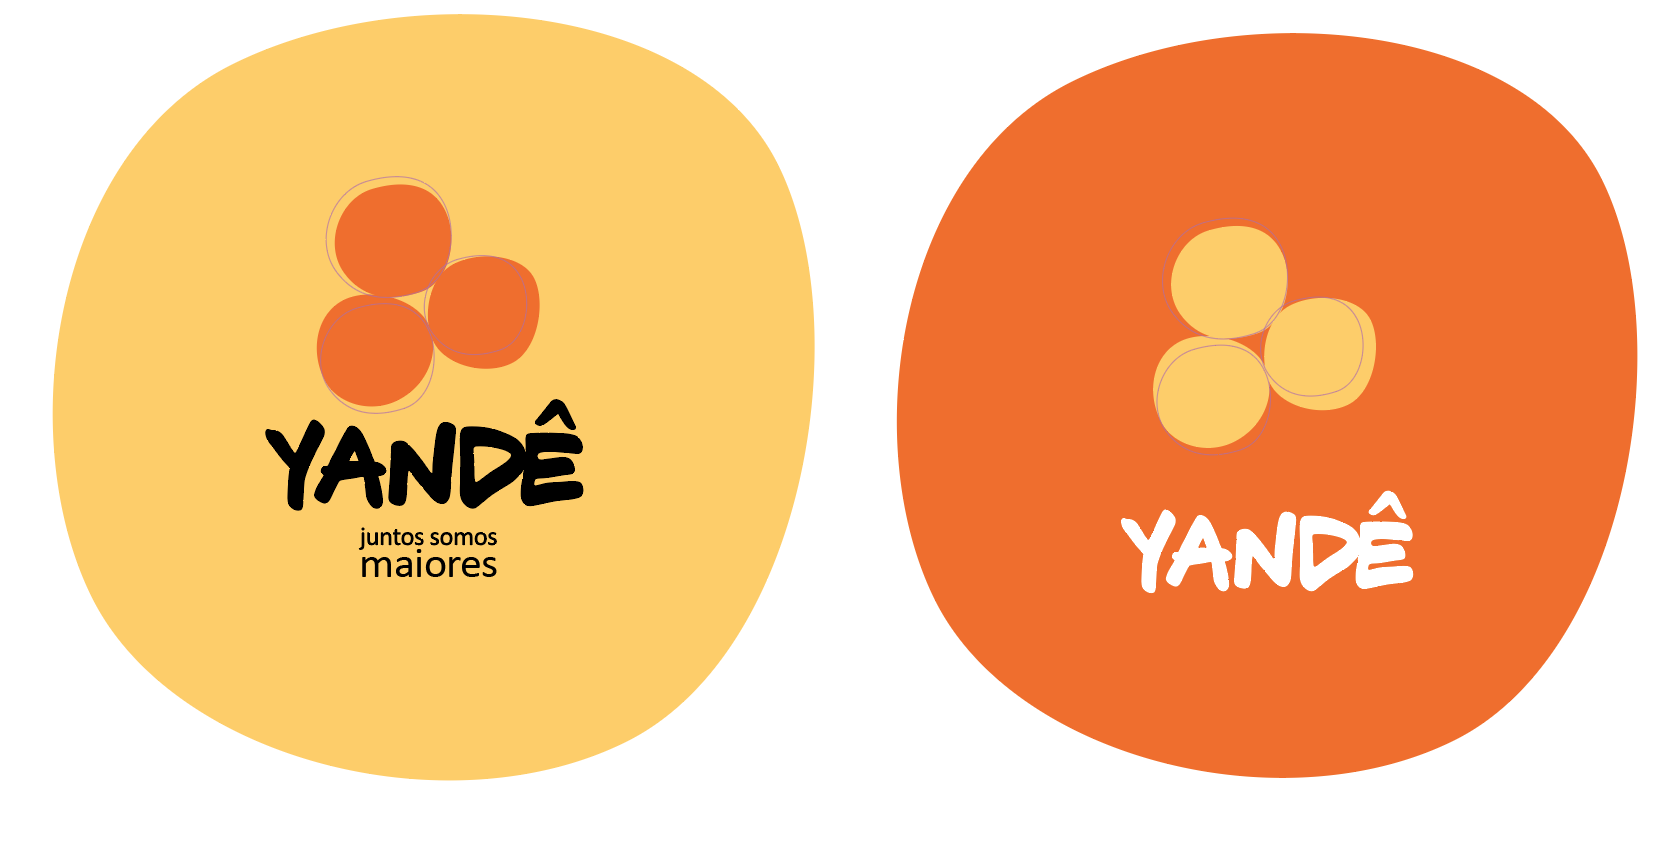 YANDÊ
juntos somos
maiores
YANDÊ